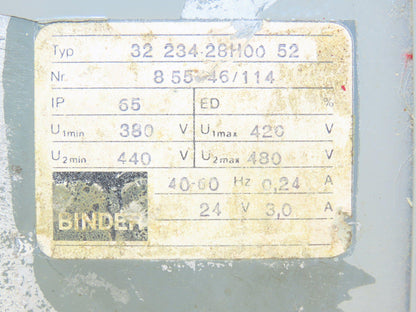 Typ 32 234-28H00 52
Nr. 8 55 46/114
IP 65 ED %
U1min 380 V U1max 420 V
U2min 440 V U2max 480 V
40-60 Hz 0,24 A
BINDER 24 V 3,0 A